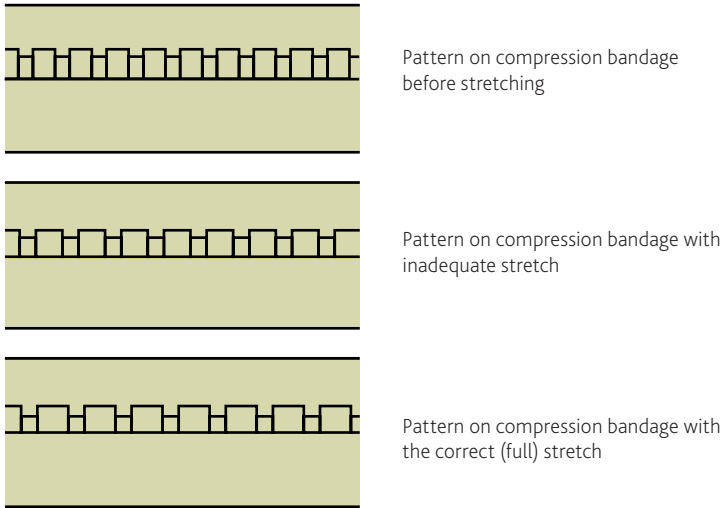 Pattern on compression bandage
before stretching
Pattern on compression bandage with
inadequate stretch
Pattern on compression bandage with
the correct (full) stretch